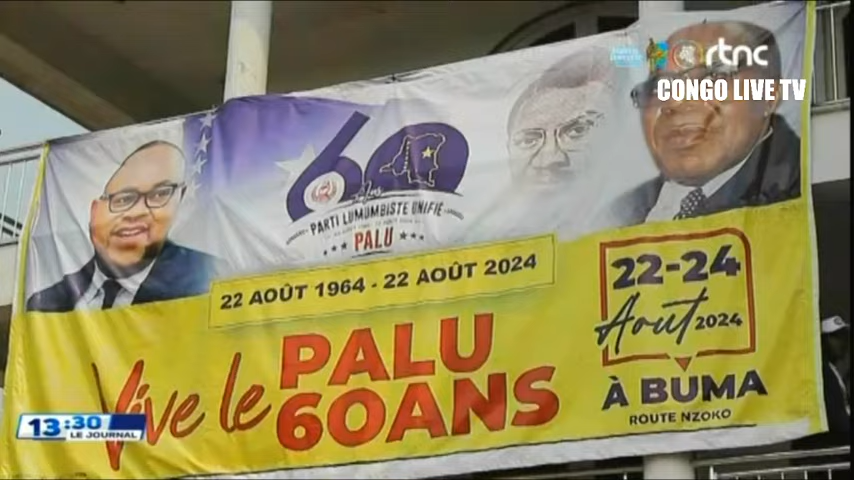 rtnc
CONGO LIVE TV
60
Ans
PARTI LUMUMBISTE UNIFIÉ
PALU
22 AOÛT 1964 - 22 AOÛT 2024
Vive le PALU
60ANS
22-24
Août 2024
À BUMA
ROUTE NZOKO
13:30
LE JOURNAL